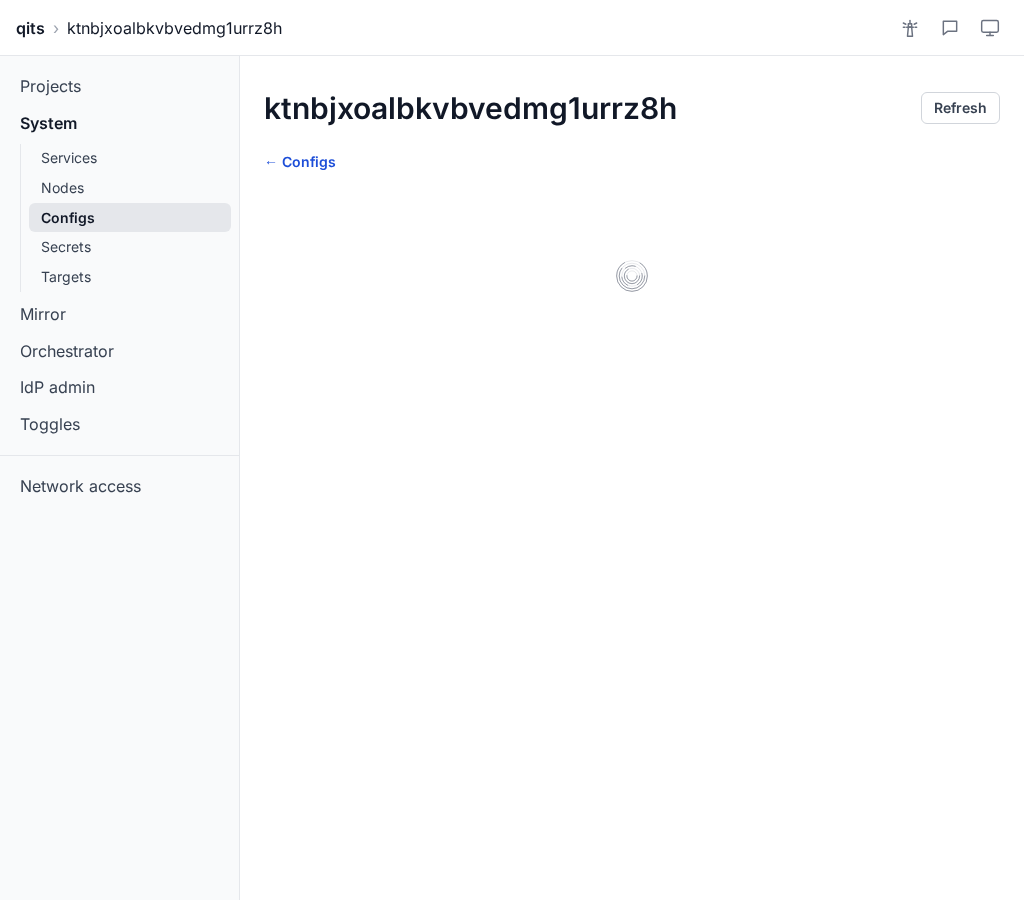 qits › ktnbjxoalbkvbvedmg1urrz8h
Projects
System
Services
Nodes
Configs
Secrets
Targets
Mirror
Orchestrator
IdP admin
Toggles
Network access
ktnbjxoalbkvbvedmg1urrz8h
Refresh
← Configs